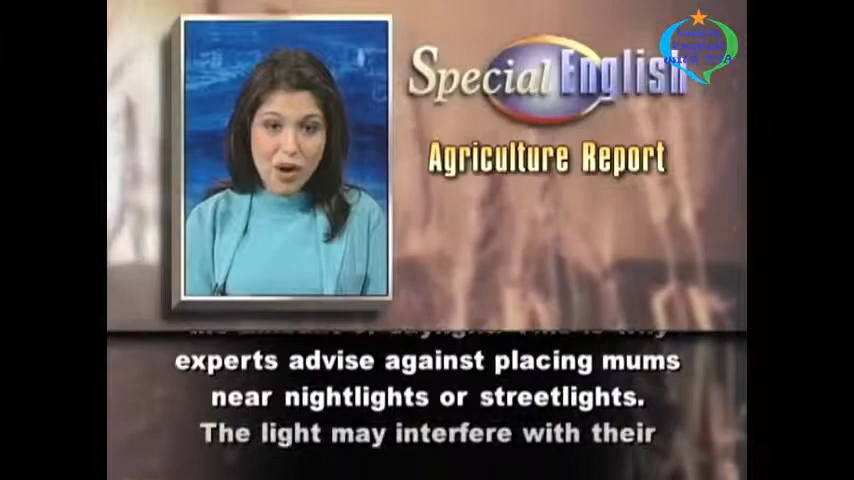 Special English
Agriculture Report
experts advise against placing mums
near nightlights or streetlights.
The light may interfere with their